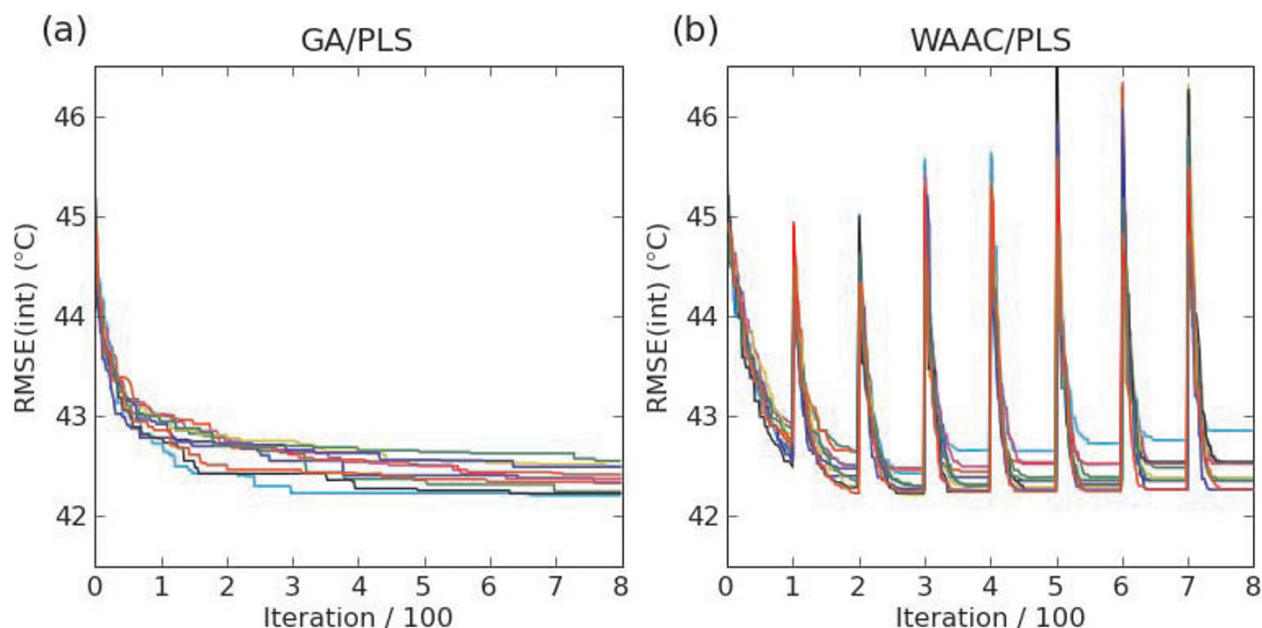 (a)
GA/PLS
46
45
44
43
42
RMSE(int) (°C)
0 1 2 3 4 5 6 7 8
Iteration / 100
(b)
WAAC/PLS
46
45
44
43
42
RMSE(int) (°C)
0 1 2 3 4 5 6 7 8
Iteration / 100